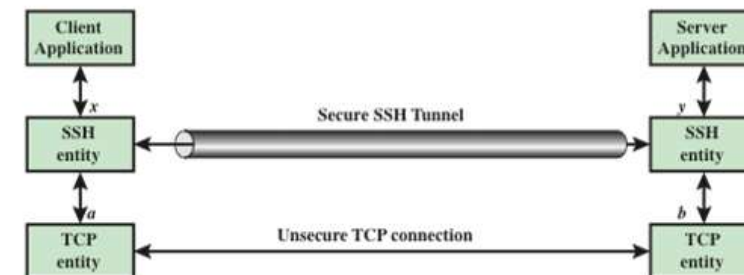 Client
Application
Server
Application
x
y
Secure SSH Tunnel
SSH
entity
SSH
entity
a
b
Unsecure TCP connection
TCP
entity
TCP
entity